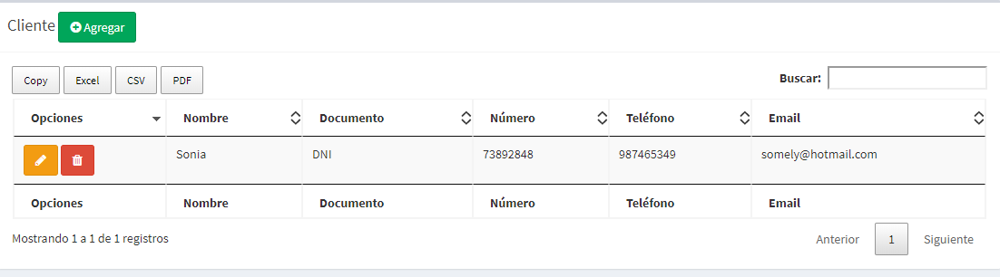 Cliente Agregar
Copy Excel CSV PDF Buscar:
Opciones Nombre Documento Número Teléfono Email
Sonia DNI 73892848 987465349 somely@hotmail.com
Opciones Nombre Documento Número Teléfono Email
Mostrando 1 a 1 de 1 registros Anterior 1 Siguiente